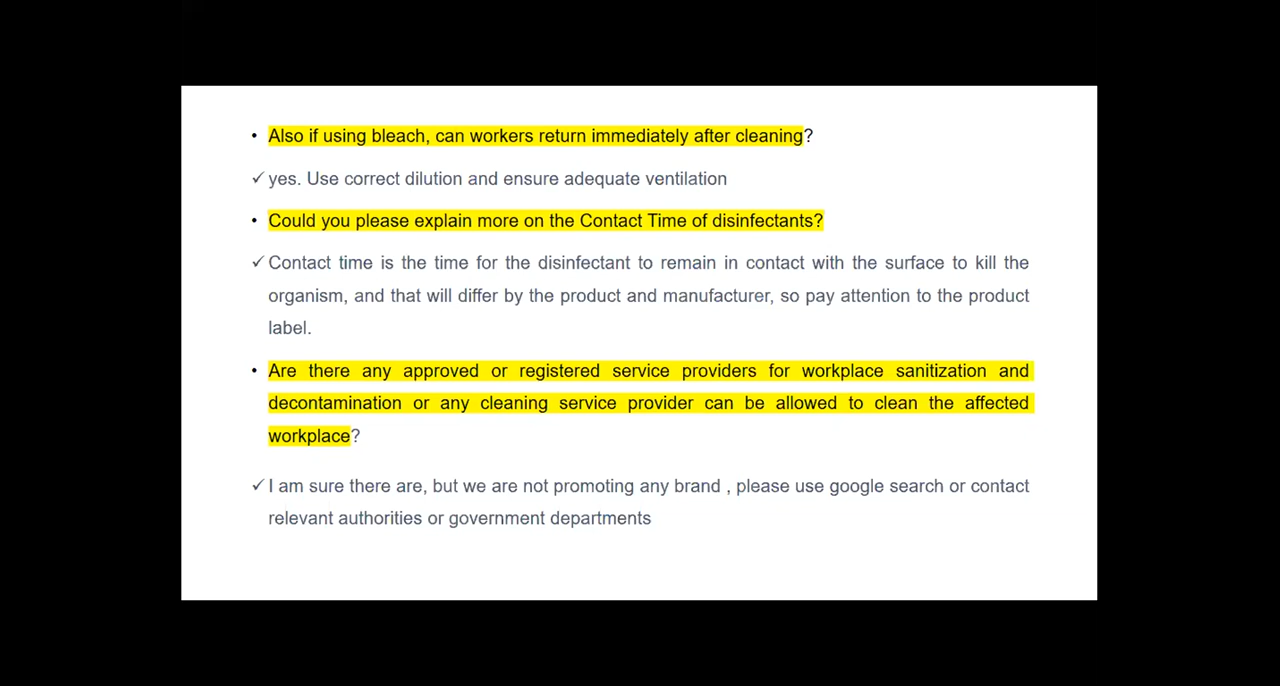 • Also if using bleach, can workers return immediately after cleaning?
✓ yes. Use correct dilution and ensure adequate ventilation
• Could you please explain more on the Contact Time of disinfectants?
✓ Contact time is the time for the disinfectant to remain in contact with the surface to kill the
organism, and that will differ by the product and manufacturer, so pay attention to the product
label.
• Are there any approved or registered service providers for workplace sanitization and
decontamination or any cleaning service provider can be allowed to clean the affected
workplace?
✓ I am sure there are, but we are not promoting any brand , please use google search or contact
relevant authorities or government departments